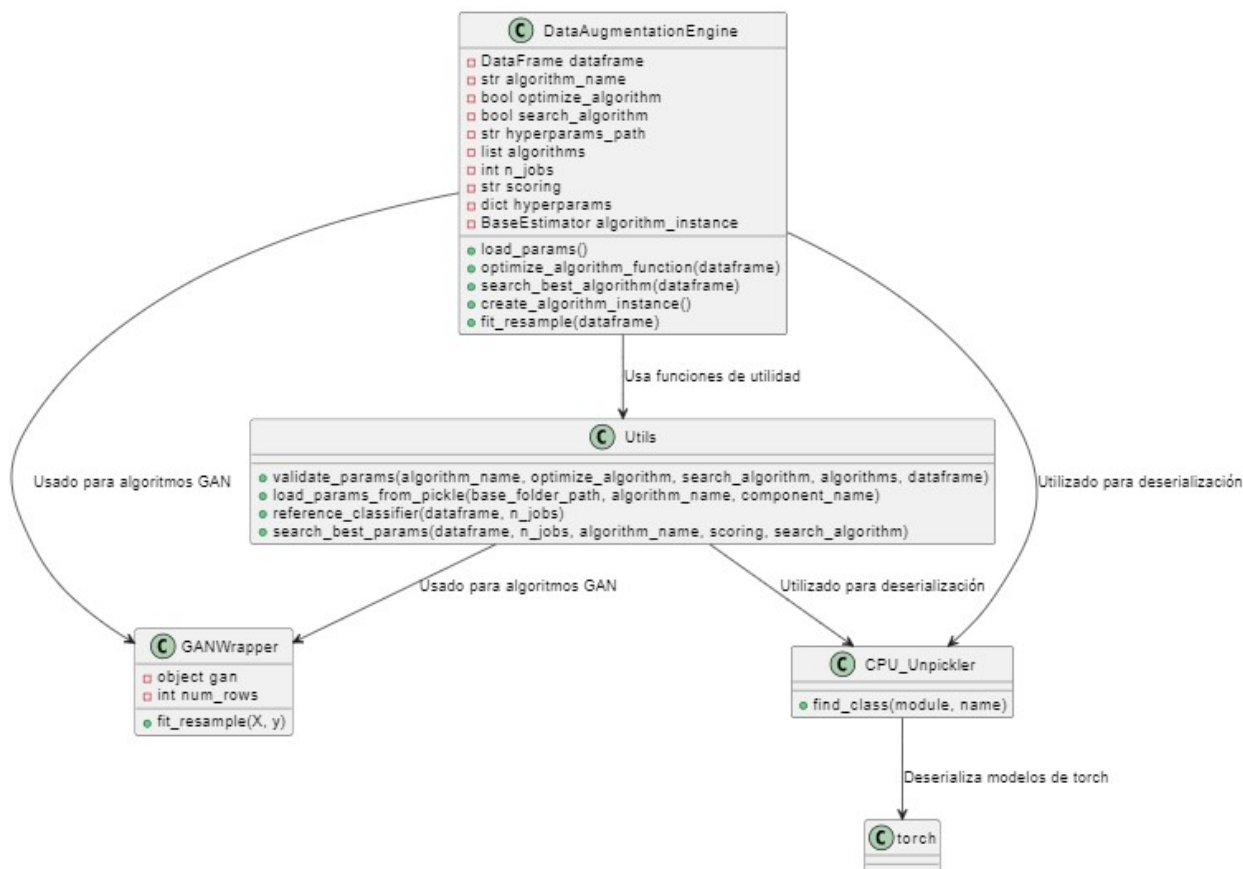 C DataAugmentationEngine
DataFrame dataframe
str algorithm_name
bool optimize_algorithm
bool search_algorithm
str hyperparams_path
list algorithms
int n_jobs
str scoring
dict hyperparams
BaseEstimator algorithm_instance
load_params()
optimize_algorithm_function(dataframe)
search_best_algorithm(dataframe)
create_algorithm_instance()
fit_resample(dataframe)
Usa funciones de utilidad
C Utils
validate_params(algorithm_name, optimize_algorithm, search_algorithm, algorithms, dataframe)
load_params_from_pickle(base_folder_path, algorithm_name, component_name)
reference_classifier(dataframe, n_jobs)
search_best_params(dataframe, n_jobs, algorithm_name, scoring, search_algorithm)
Usado para algoritmos GAN
Utilizado para deserialización
Usado para algoritmos GAN
Utilizado para deserialización
C GANWrapper
object gan
int num_rows
fit_resample(X, y)
C CPU_Unpickler
find_class(module, name)
Deserializa modelos de torch
C torch